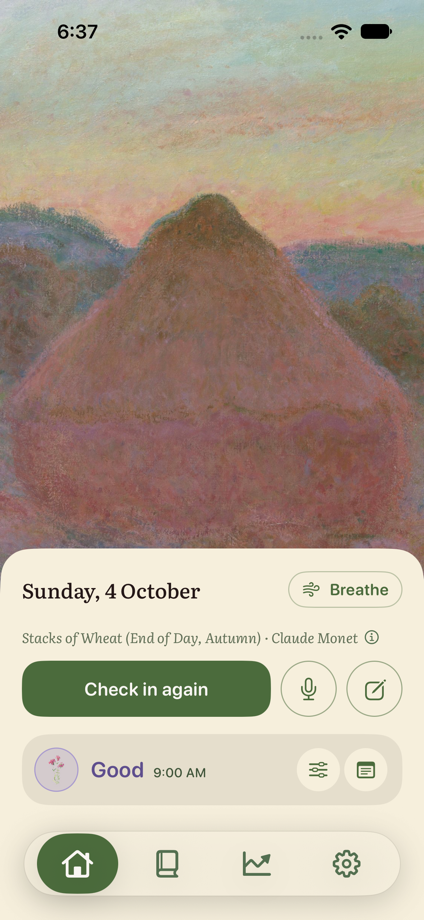 6:37
Sunday, 4 October
Breathe
Stacks of Wheat (End of Day, Autumn) · Claude Monet
Check in again
Good 9:00 AM